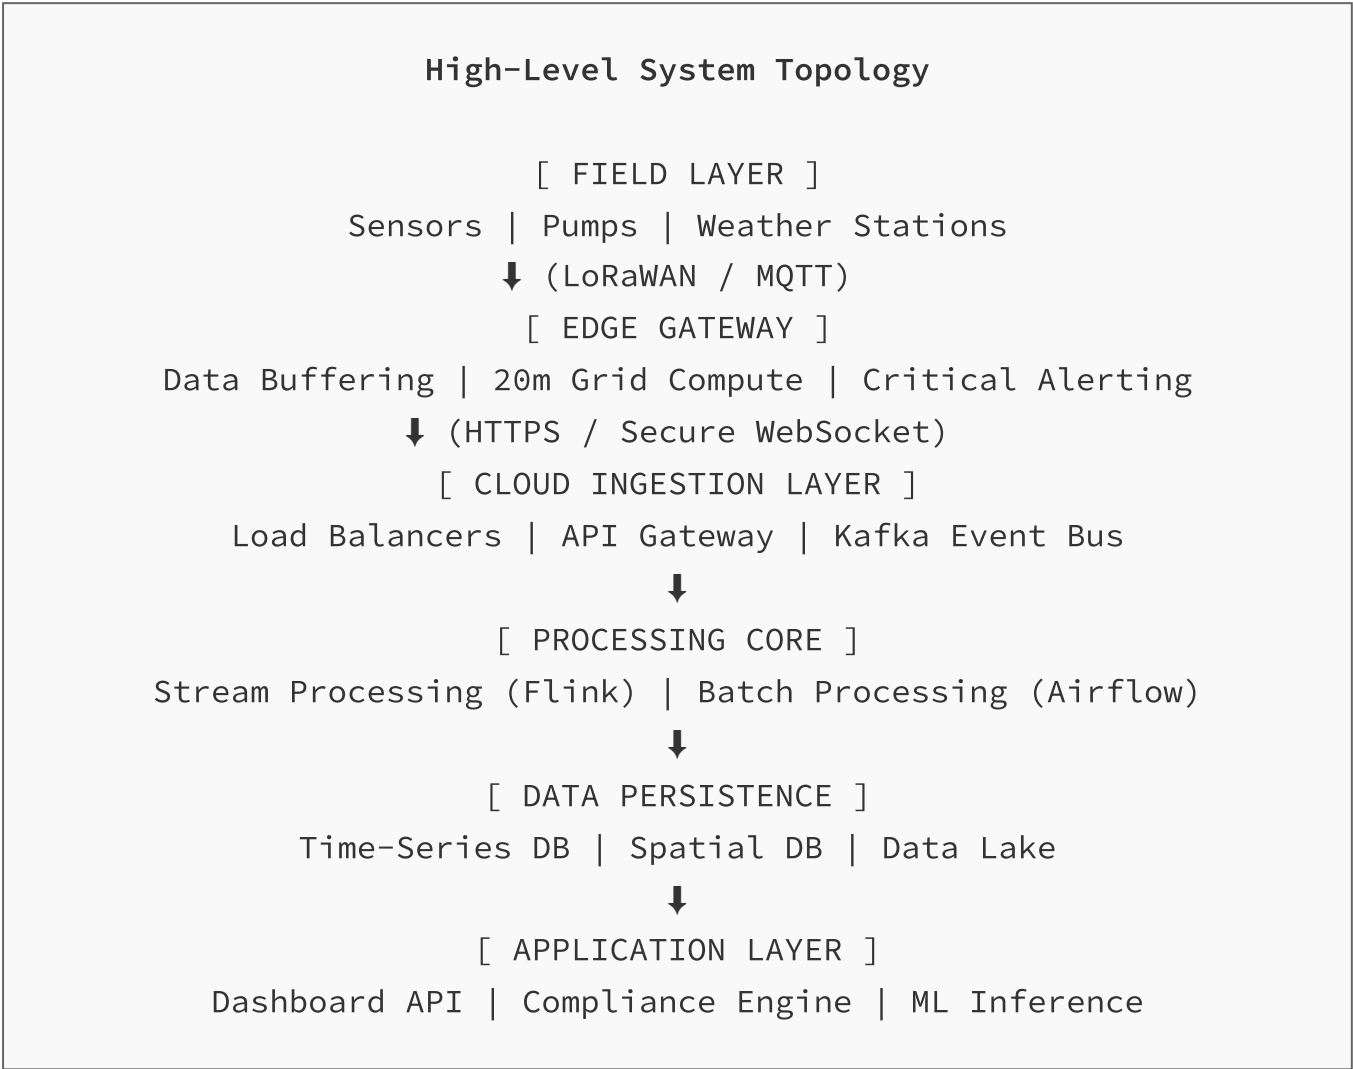 High-Level System Topology
[ FIELD LAYER ]
Sensors | Pumps | Weather Stations
⬇ (LoRaWAN / MQTT)
[ EDGE GATEWAY ]
Data Buffering | 20m Grid Compute | Critical Alerting
⬇ (HTTPS / Secure WebSocket)
[ CLOUD INGESTION LAYER ]
Load Balancers | API Gateway | Kafka Event Bus
⬇
[ PROCESSING CORE ]
Stream Processing (Flink) | Batch Processing (Airflow)
⬇
[ DATA PERSISTENCE ]
Time-Series DB | Spatial DB | Data Lake
⬇
[ APPLICATION LAYER ]
Dashboard API | Compliance Engine | ML Inference